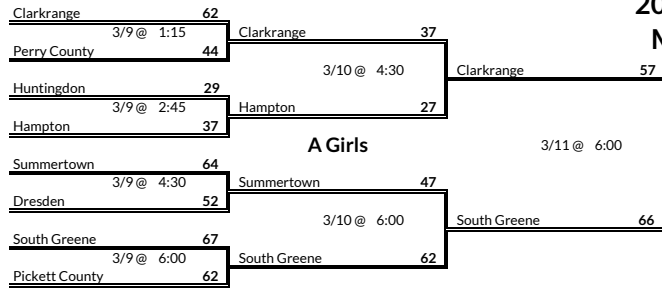 20
M
Clarkrange 62
3/9 @ 1:15
Perry County 44
Clarkrange 37
3/10 @ 4:30
Huntingdon 29
3/9 @ 2:45
Hampton 37
Hampton 27
Clarkrange 57
A Girls
3/11 @ 6:00
Summertown 64
3/9 @ 4:30
Dresden 52
Summertown 47
3/10 @ 6:00
South Greene 67
3/9 @ 6:00
Pickett County 62
South Greene 62
South Greene 66